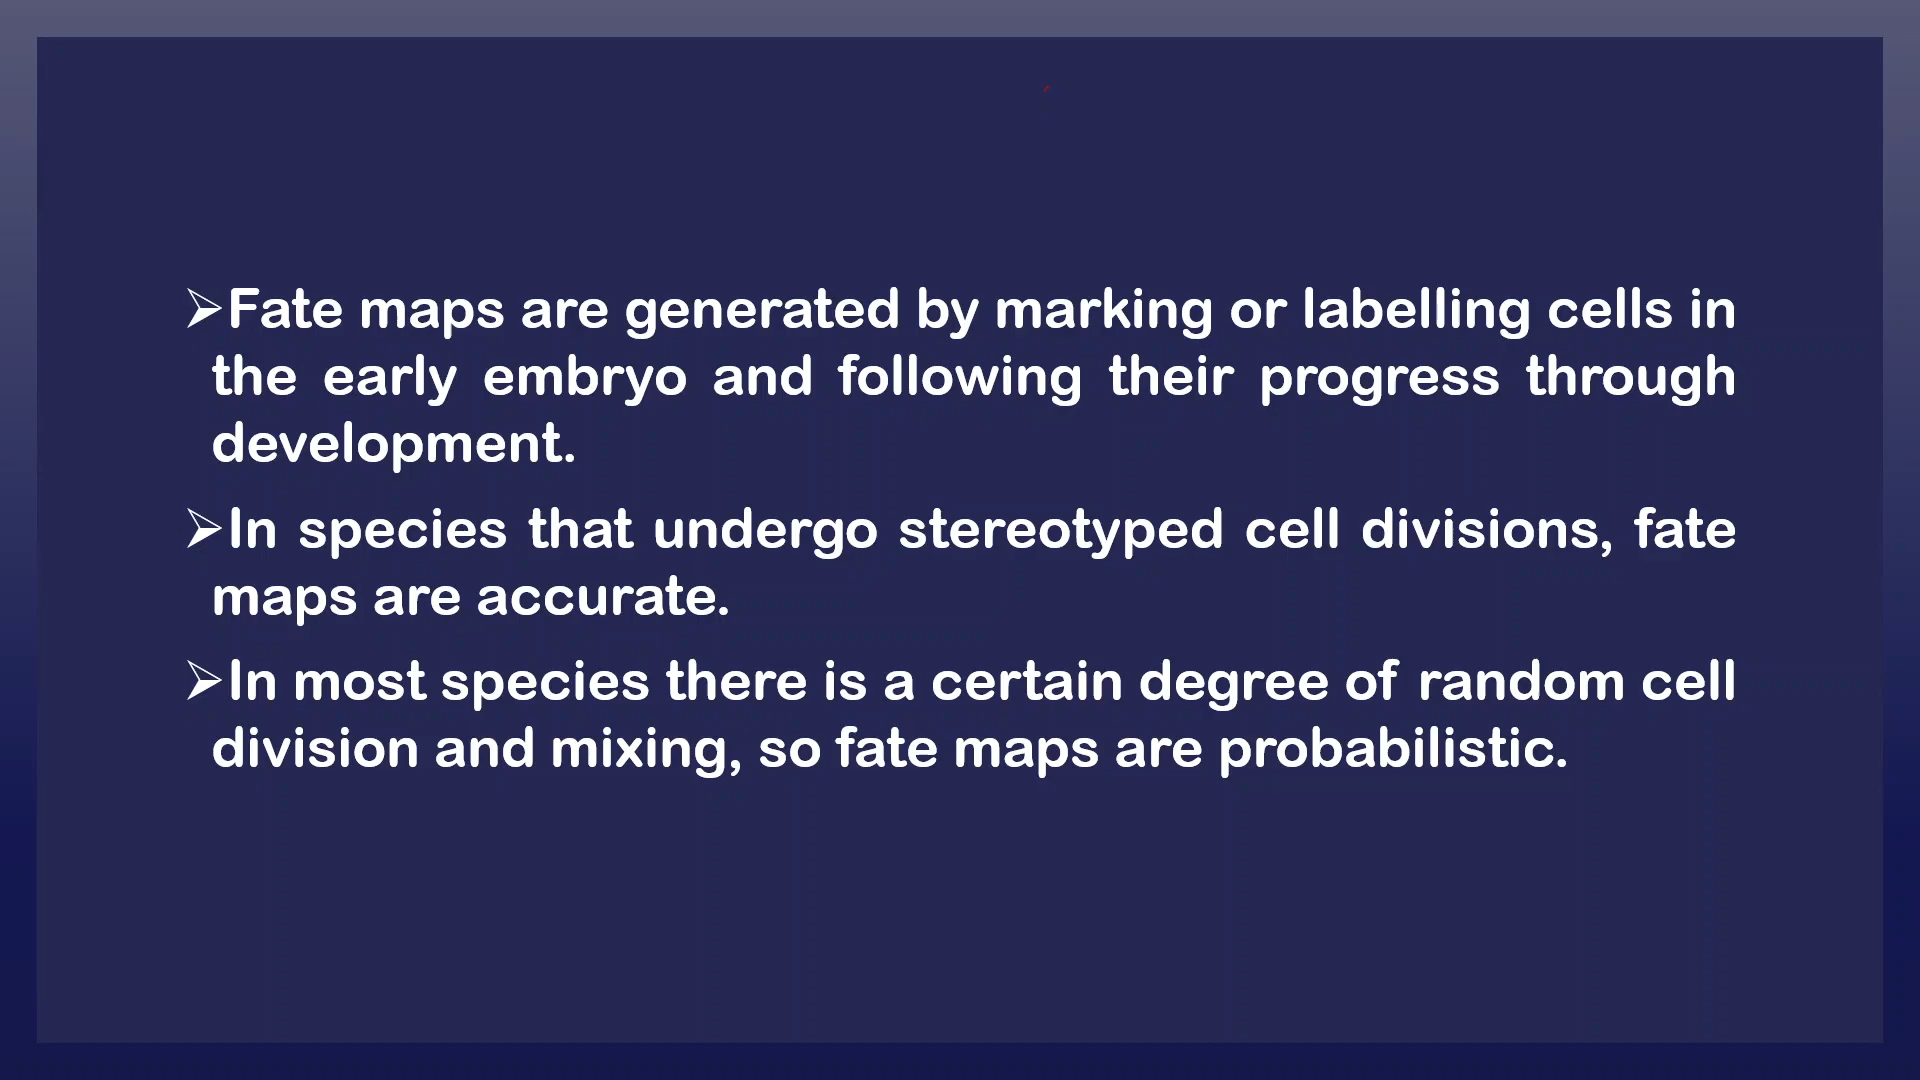 ➢Fate maps are generated by marking or labelling cells in
the early embryo and following their progress through
development.
➢In species that undergo stereotyped cell divisions, fate
maps are accurate.
➢In most species there is a certain degree of random cell
division and mixing, so fate maps are probabilistic.